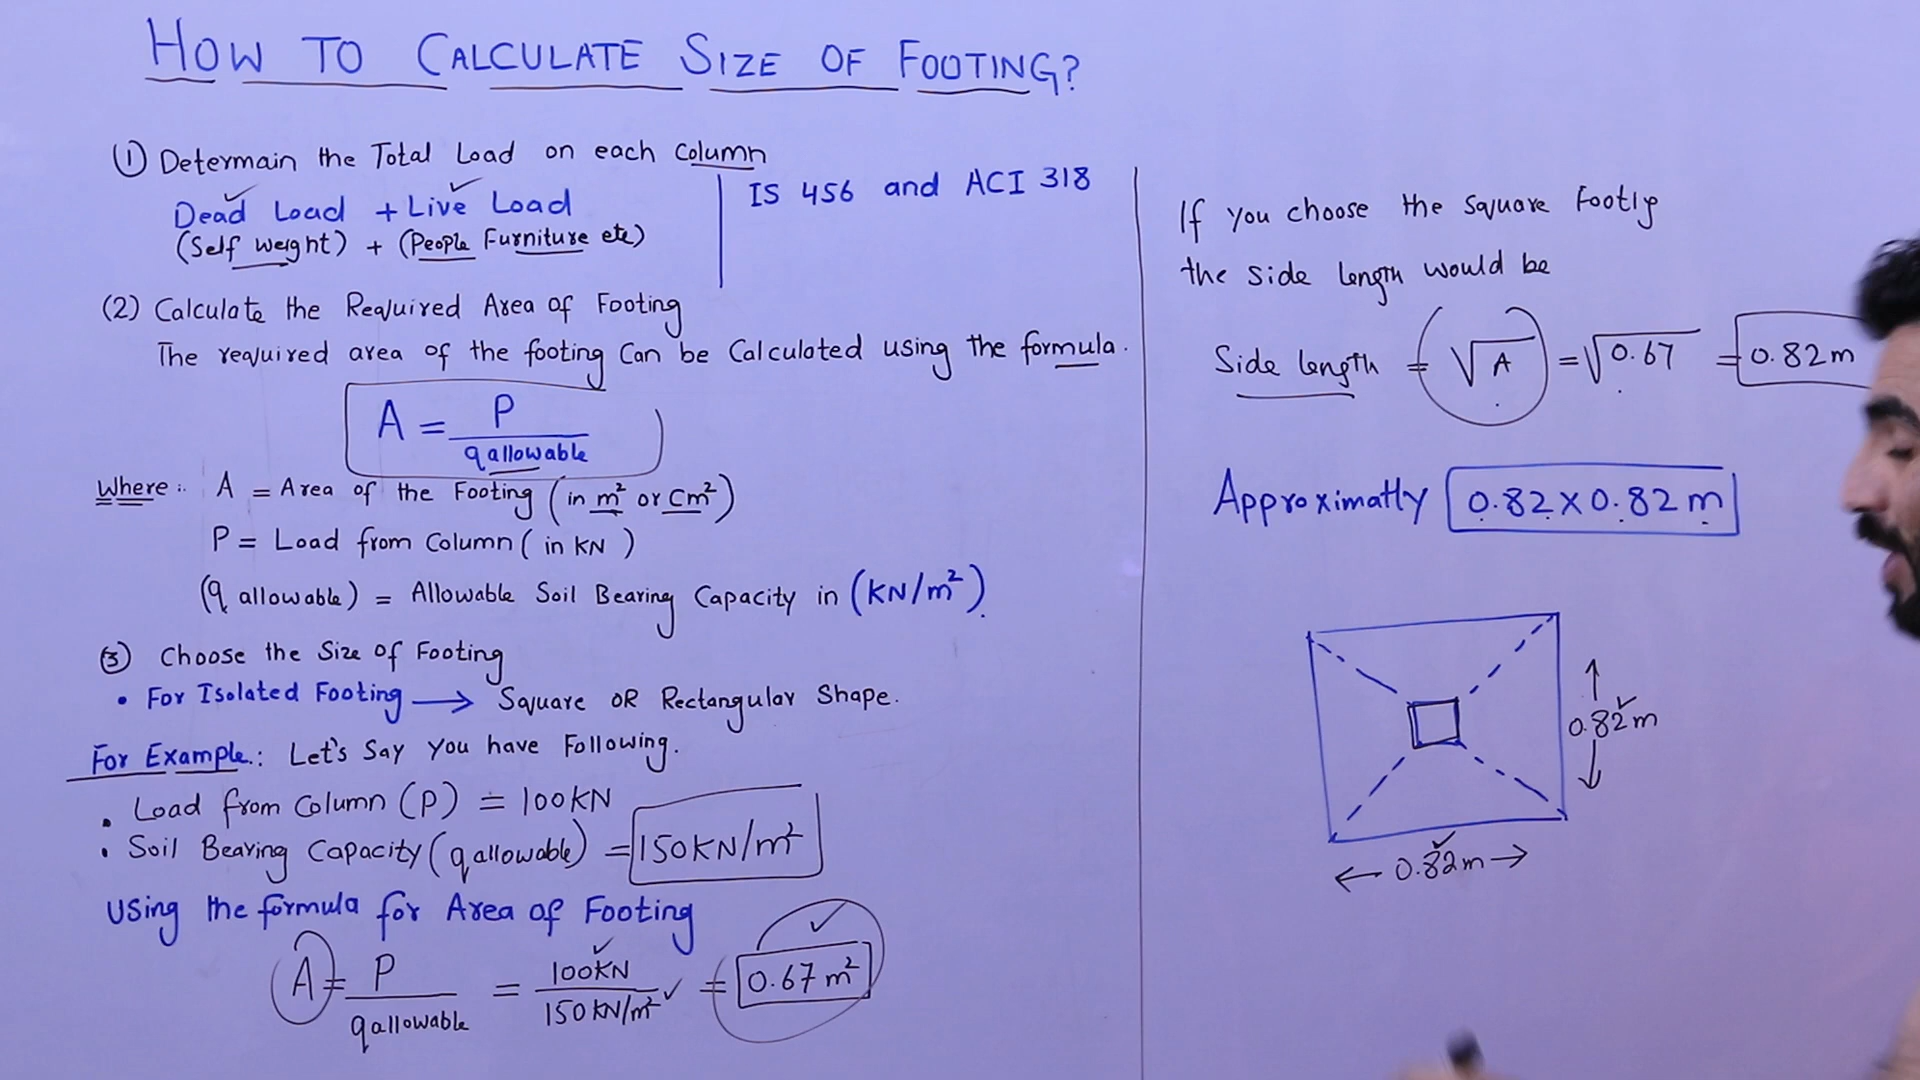 HOW TO CALCULATE SIZE OF FOOTING?
① Determain the Total Load on each Column
Dead Load + Live Load
(Self weight) + (People Furniture etc)
IS 456 and ACI 318
(2) Calculate the Required Area of Footing
The required area of the footing Can be Calculated using the formula.
A = P / q allowable
Where:. A = Area of the Footing (in m² or Cm²)
P = Load from Column ( in KN )
(q allowable) = Allowable Soil Bearing Capacity in (KN/m²).
③ Choose the Size of Footing
• For Isolated Footing → Square OR Rectangular Shape.
For Example.: Let's Say You have Following.
• Load from Column (P) = 100KN
• Soil Bearing Capacity (q allowable) = 150KN/m²
Using the formula for Area of Footing
A = P / q allowable = 100KN / 150KN/m² = 0.67 m²
If you choose the Square Footig
the Side length would be
Side length = √A = √0.67 = 0.82m
Approximatly 0.82 X 0.82 m
0.82m
0.82m